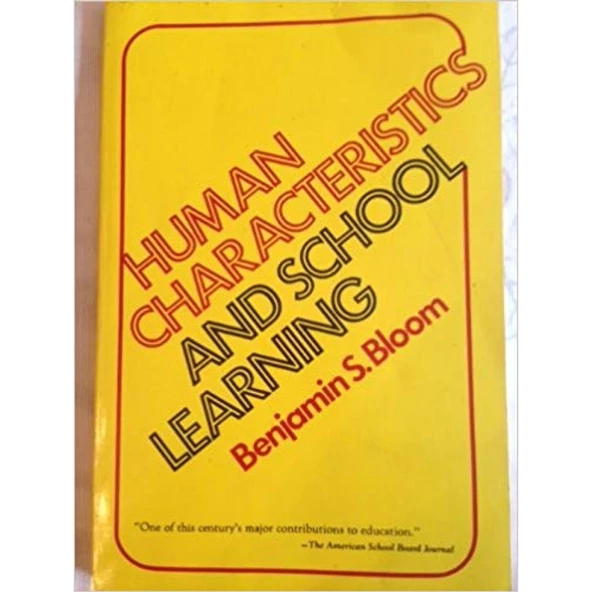 HUMAN
CHARACTERISTICS
AND SCHOOL
LEARNING
Benjamin S. Bloom
"One of this century's major contributions to education."
–The American School Board Journal